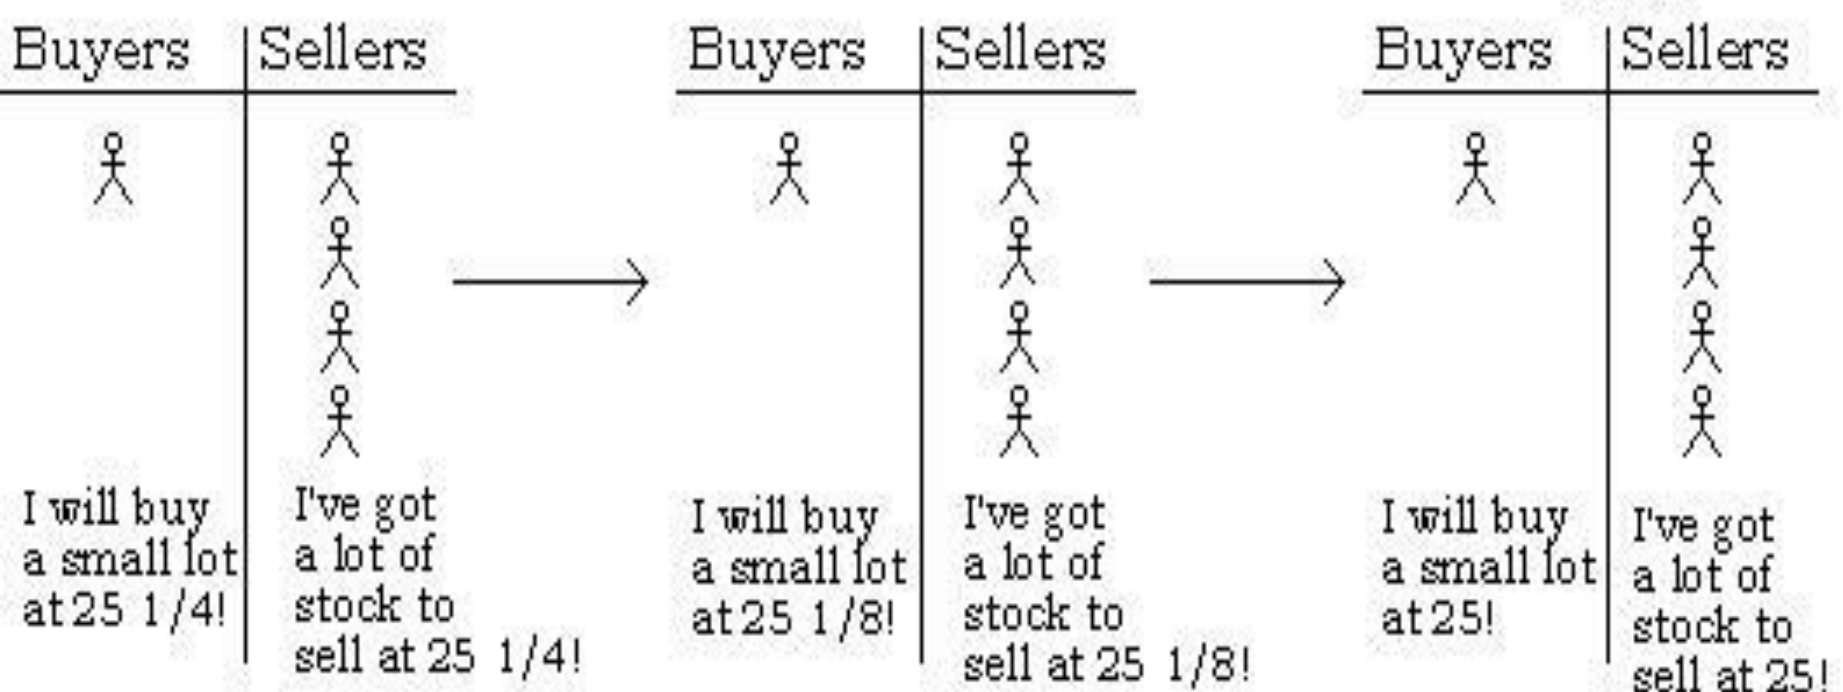 Buyers
Sellers
I will buy
a small lot
at 25 1/4!
I've got
a lot of
stock to
sell at 25 1/4!
Buyers
Sellers
I will buy
a small lot
at 25 1/8!
I've got
a lot of
stock to
sell at 25 1/8!
Buyers
Sellers
I will buy
a small lot
at 25!
I've got
a lot of
stock to
sell at 25!